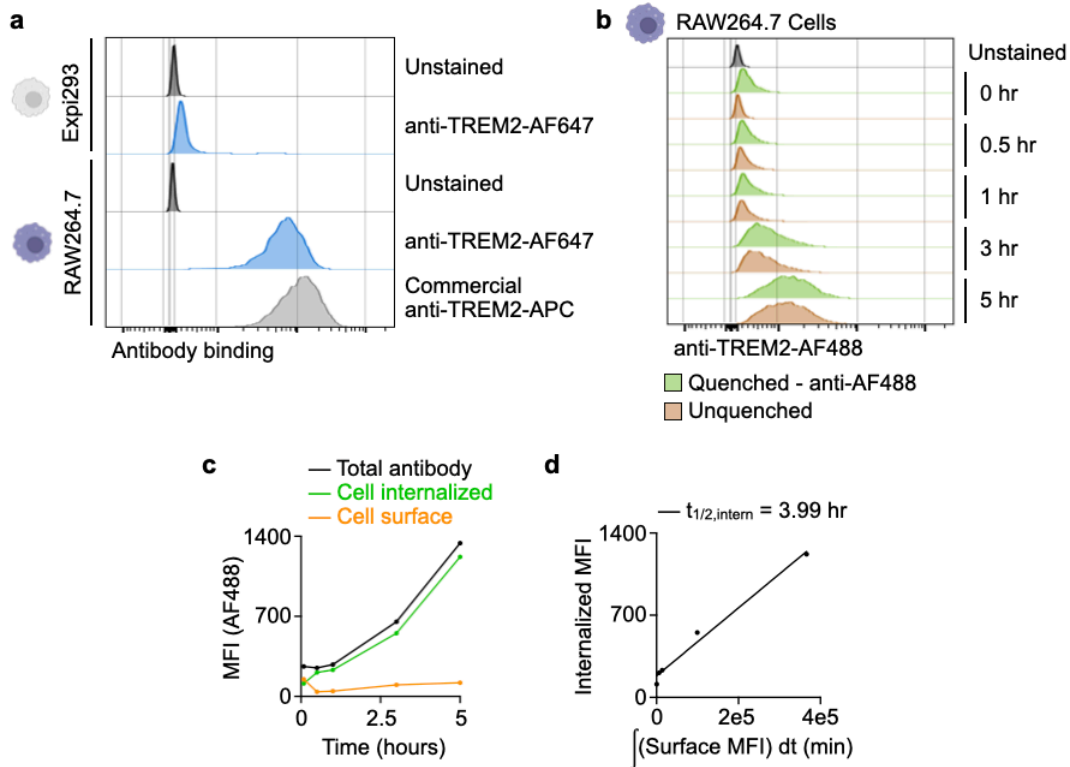 a
Expi293
Unstained
anti-TREM2-AF647
RAW264.7
Unstained
anti-TREM2-AF647
Commercial
anti-TREM2-APC
Antibody binding
b
RAW264.7 Cells
Unstained
0 hr
0.5 hr
1 hr
3 hr
5 hr
anti-TREM2-AF488
Quenched - anti-AF488
Unquenched
c
Total antibody
Cell internalized
Cell surface
MFI (AF488)
1400
700
0
0 2.5 5
Time (hours)
d
t1/2,intern = 3.99 hr
Internalized MFI
1400
700
0
0 2e5 4e5
∫(Surface MFI) dt (min)